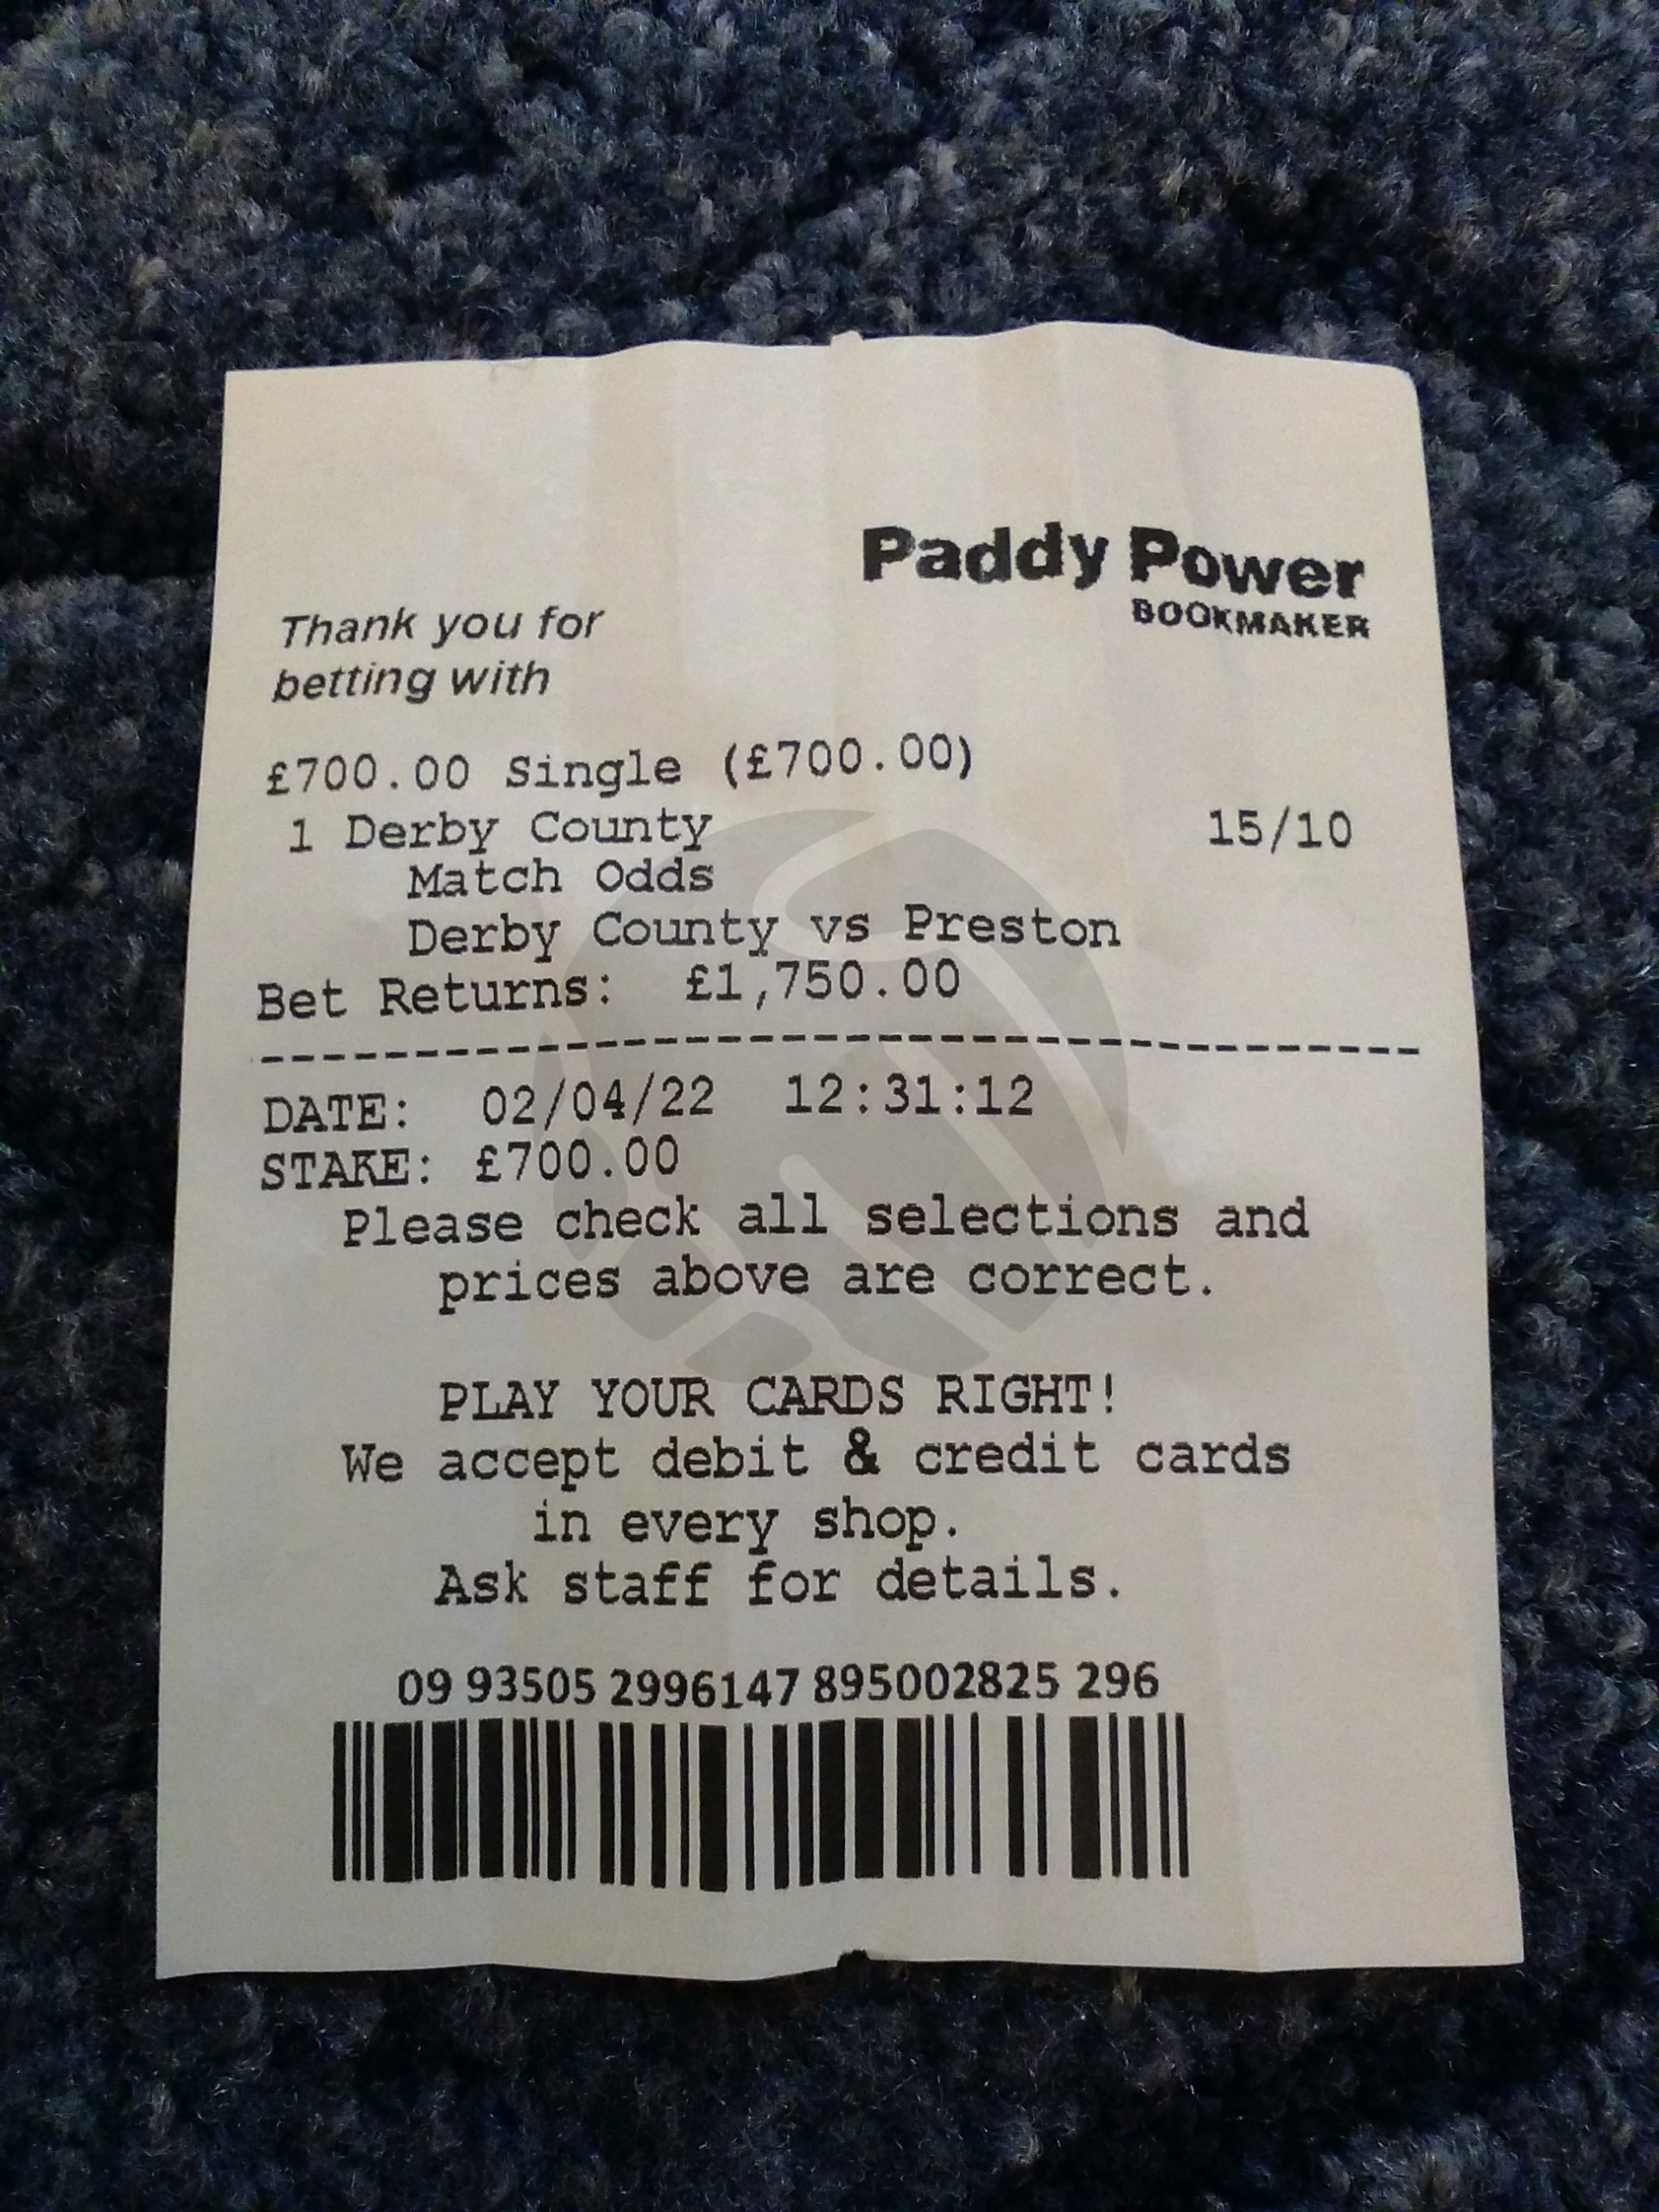 Paddy Power
BOOKMAKER
Thank you for
betting with
£700.00 Single (£700.00)
1 Derby County 15/10
Match Odds
Derby County vs Preston
Bet Returns: £1,750.00
DATE: 02/04/22 12:31:12
STAKE: £700.00
Please check all selections and
prices above are correct.
PLAY YOUR CARDS RIGHT!
We accept debit & credit cards
in every shop.
Ask staff for details.
09 93505 2996147 895002825 296